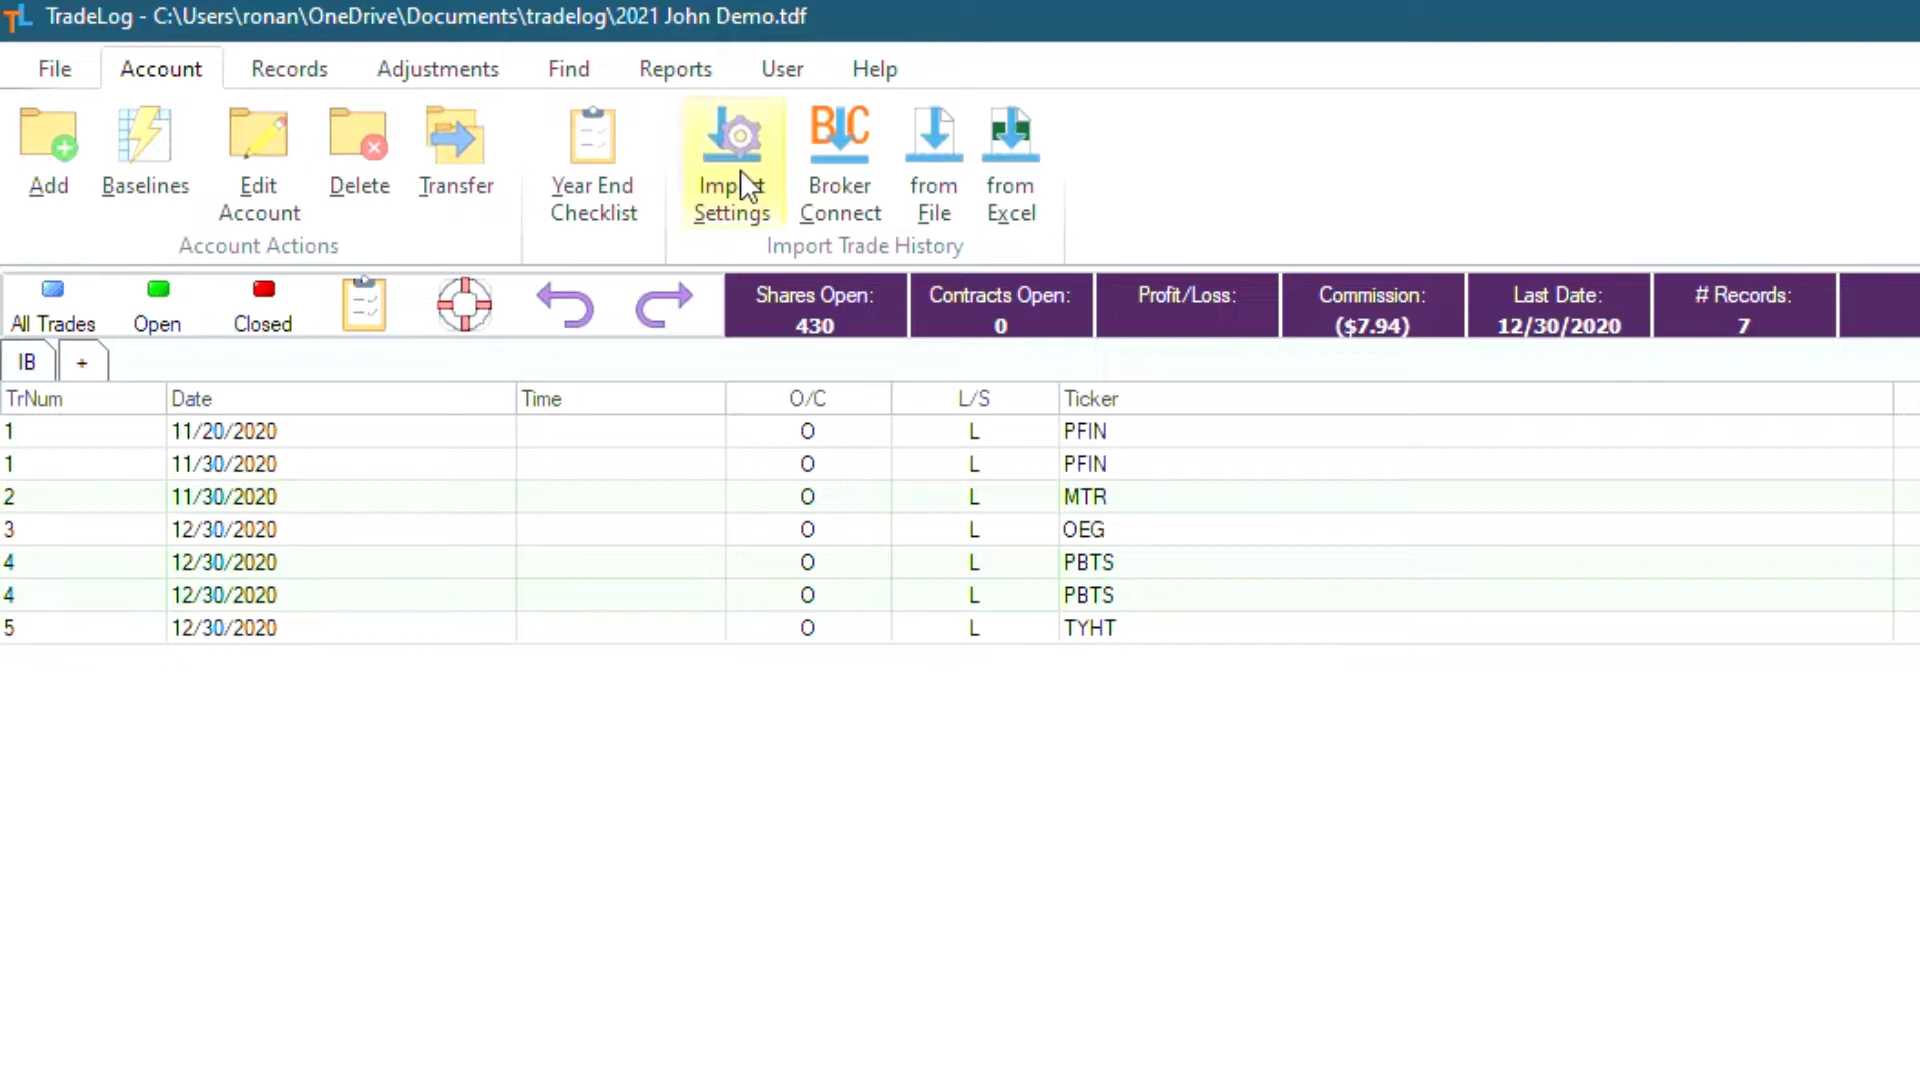 TradeLog - C:\Users\ronan\OneDrive\Documents\tradelog\2021 John Demo.tdf
File Account Records Adjustments Find Reports User Help
Add Baselines Edit Account Delete Transfer Year End Checklist Import Settings Broker Connect from File from Excel
Account Actions Import Trade History
All Trades Open Closed
Shares Open: 430
Contracts Open: 0
Profit/Loss:
Commission: ($7.94)
Last Date: 12/30/2020
# Records: 7
IB +
TrNum Date Time O/C L/S Ticker
1 11/20/2020 O L PFIN
1 11/30/2020 O L PFIN
2 11/30/2020 O L MTR
3 12/30/2020 O L OEG
4 12/30/2020 O L PBTS
4 12/30/2020 O L PBTS
5 12/30/2020 O L TYHT